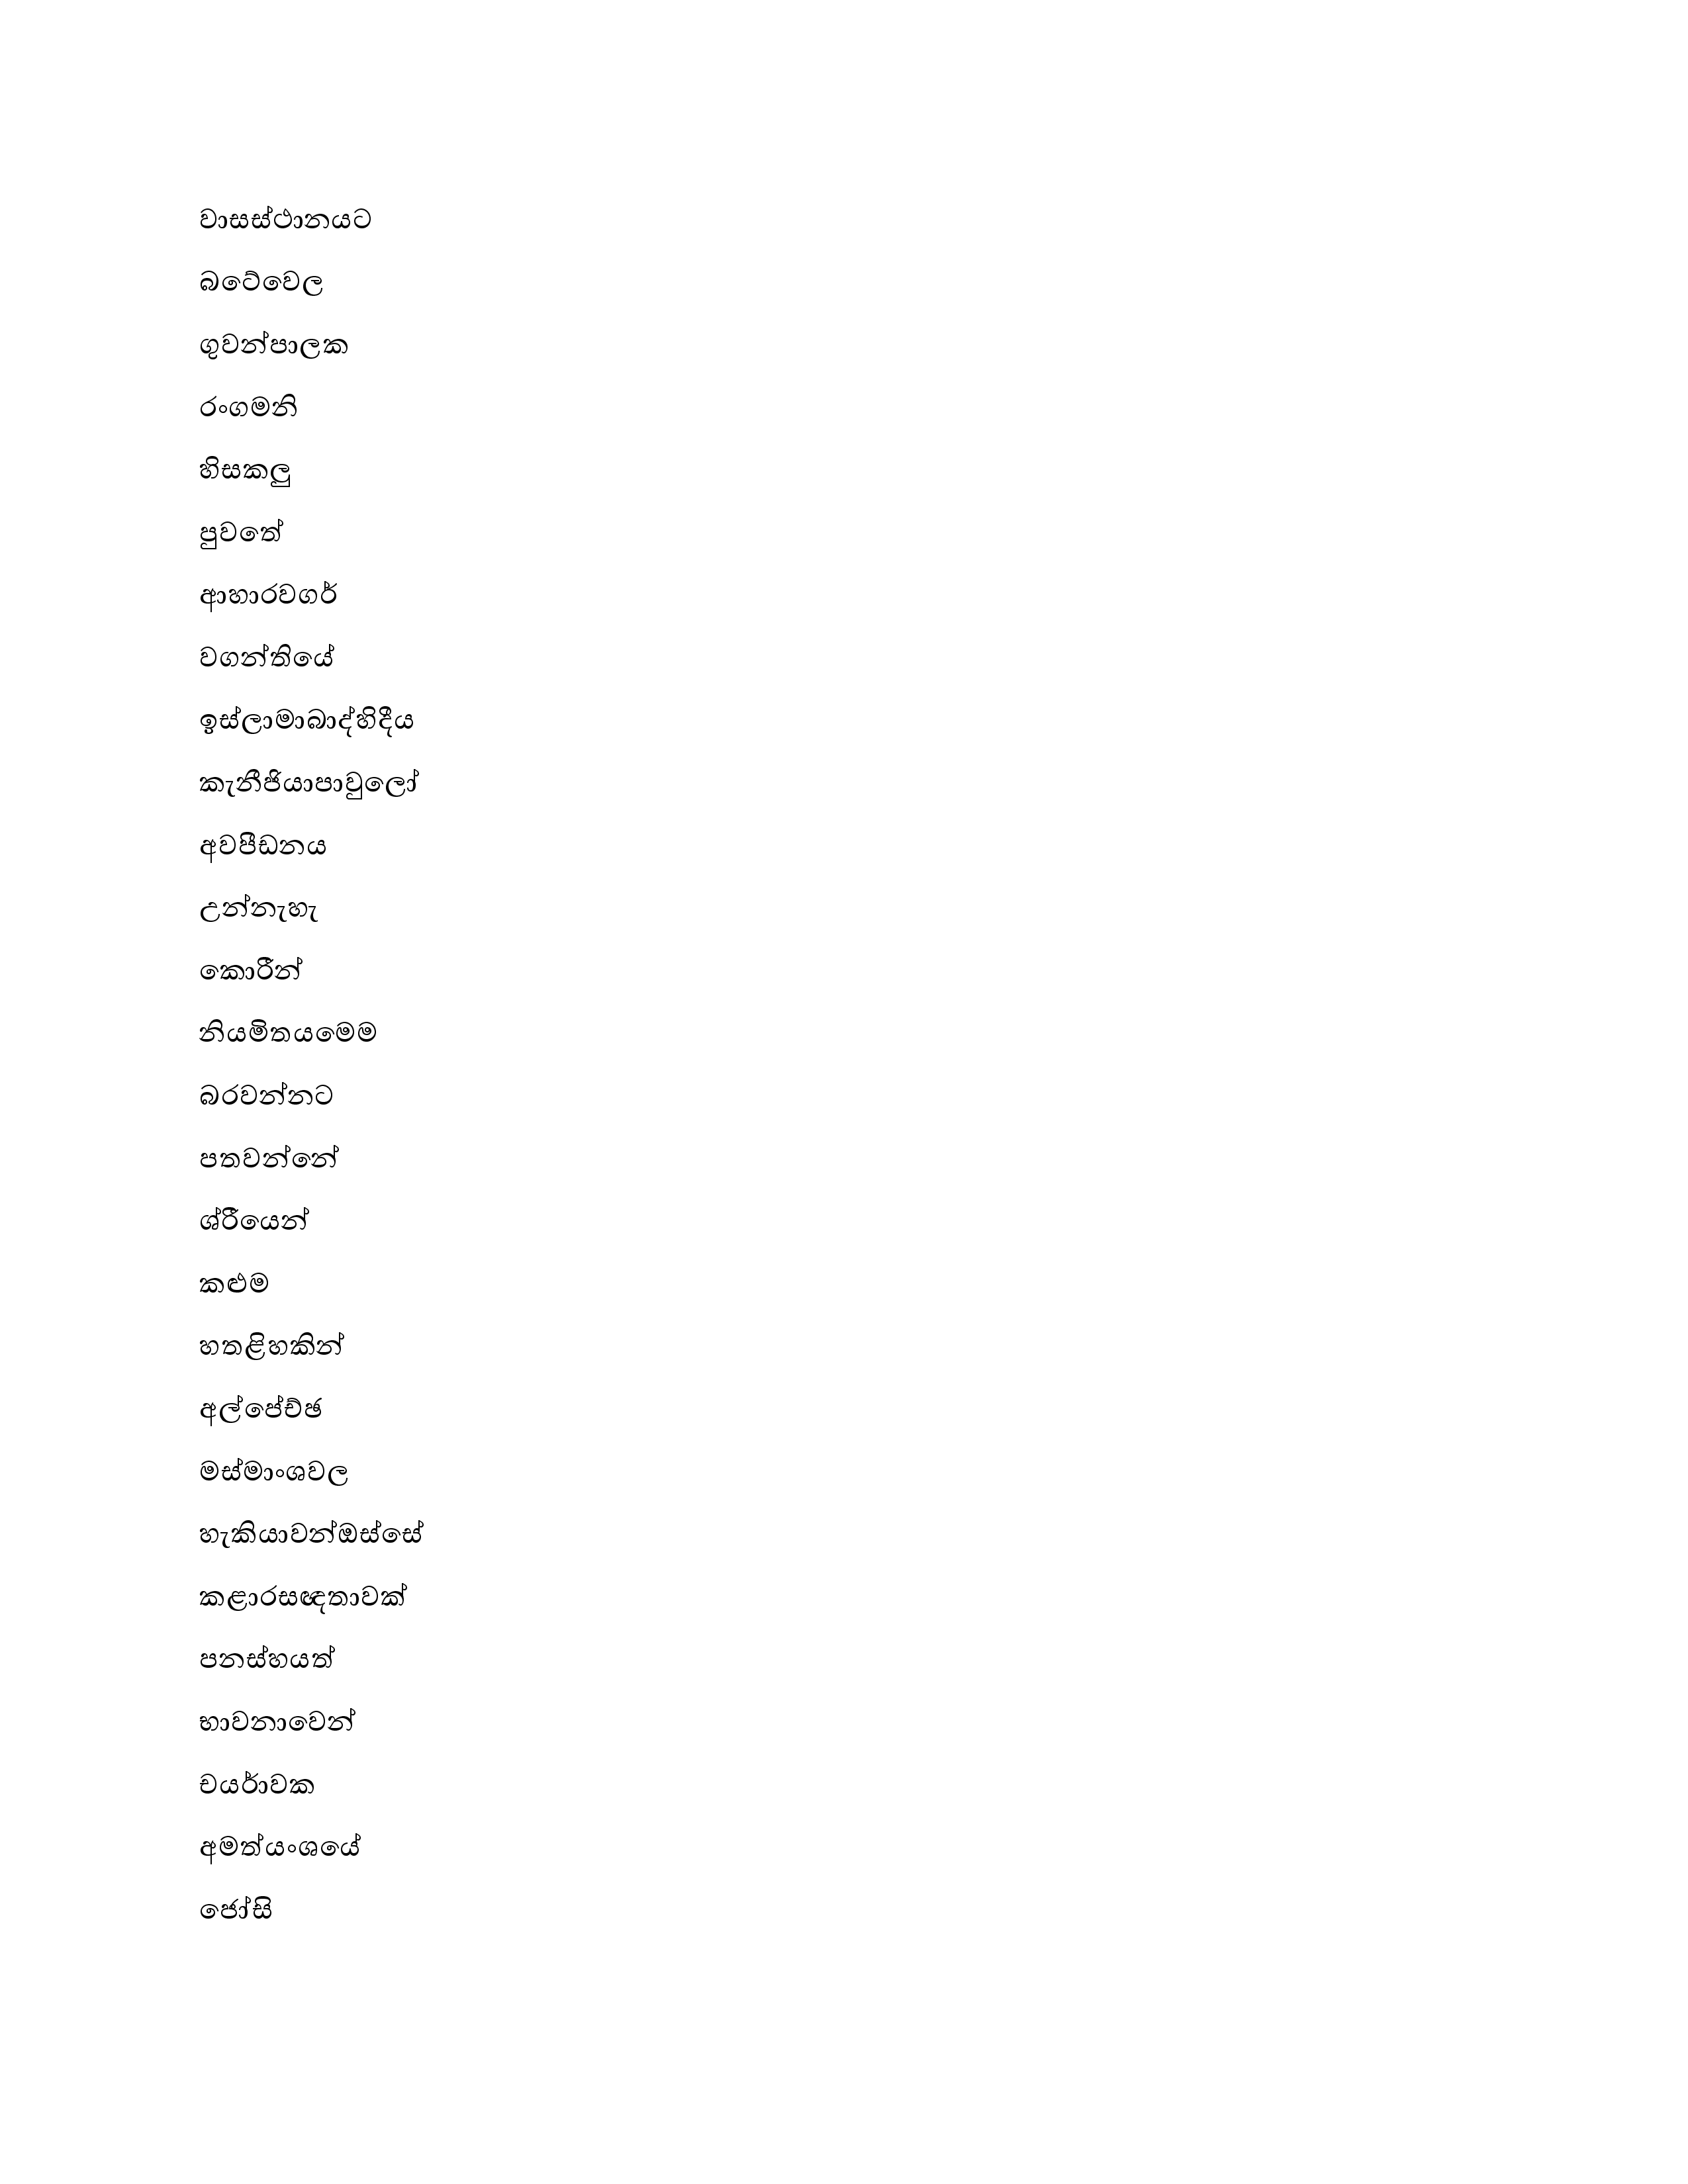 වාසස්ථානයට
බටේවෙල
ගුවන්පාලක
රංගමනි
හිසකලු
පුවතේ
ආහාරවගර්
වගන්තියේ
ඉස්ලාමාබාද්හිදීය
කැනීජියාපාවුලෝ
අවපීඩනය
උන්නැහැ
කොරීන්
නියමිතයමෙම
බරවන්නට
පතවන්නේ
ශ්රීයෙන්
කළුම
හතළිහකින්
අල්පේච්ඡ
මස්මාංශවල
හැකියාවන්ඔස්සේ
කළාරසඥතාවක්
පනස්හයත්
භාවනාවෙන්
චයර්‍ාවක
අමත්යංශයේ
ජෝසි